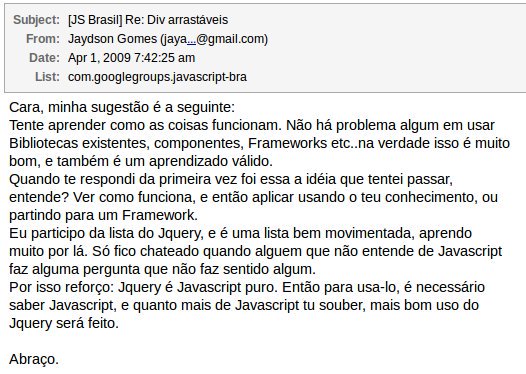 Subject: [JS Brasil] Re: Div arrastáveis
From: Jaydson Gomes (jaya...@gmail.com)
Date: Apr 1, 2009 7:42:25 am
List: com.googlegroups.javascript-bra
Cara, minha sugestão é a seguinte:
Tente aprender como as coisas funcionam. Não há problema algum em usar
Bibliotecas existentes, componentes, Frameworks etc..na verdade isso é muito
bom, e também é um aprendizado válido.
Quando te respondi da primeira vez foi essa a idéia que tentei passar,
entende? Ver como funciona, e então aplicar usando o teu conhecimento, ou
partindo para um Framework.
Eu participo da lista do Jquery, e é uma lista bem movimentada, aprendo
muito por lá. Só fico chateado quando alguem que não entende de Javascript
faz alguma pergunta que não faz sentido algum.
Por isso reforço: Jquery é Javascript puro. Então para usa-lo, é necessário
saber Javascript, e quanto mais de Javascript tu souber, mais bom uso do
Jquery será feito.
Abraço.